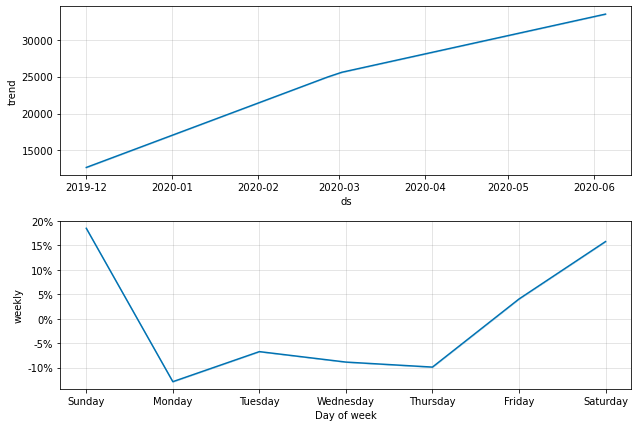 30000
25000
20000
15000
trend
2019-12 2020-01 2020-02 2020-03 2020-04 2020-05 2020-06
ds
20%
15%
10%
5%
0%
-5%
-10%
weekly
Sunday Monday Tuesday Wednesday Thursday Friday Saturday
Day of week